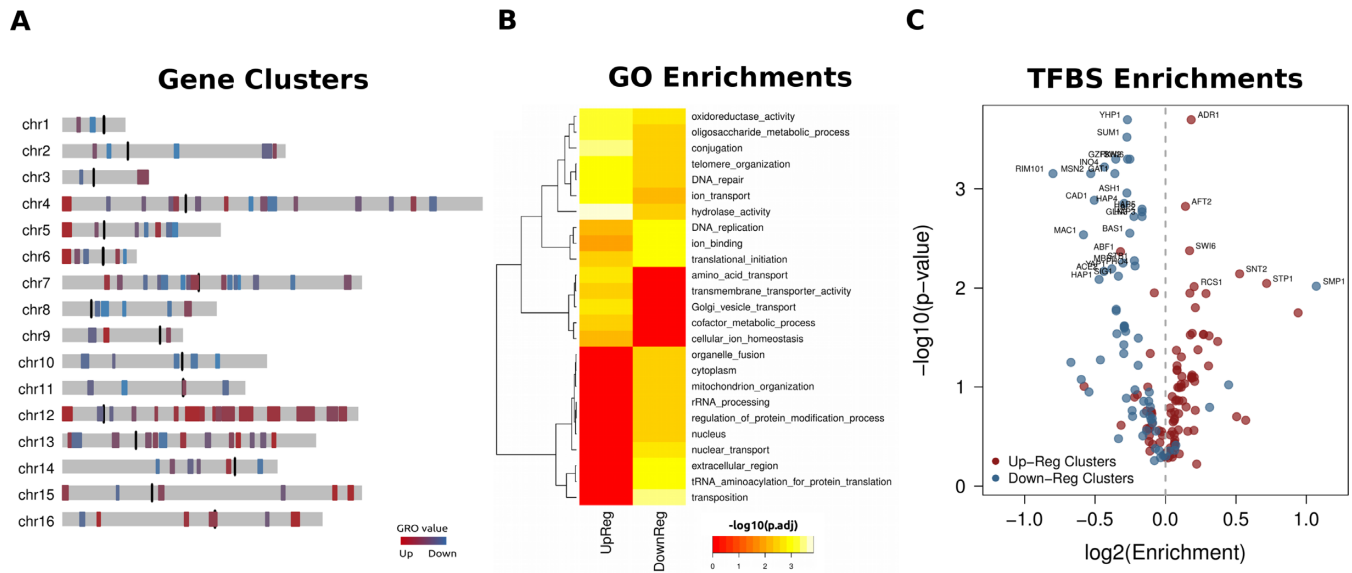 A
Gene Clusters
chr1
chr2
chr3
chr4
chr5
chr6
chr7
chr8
chr9
chr10
chr11
chr12
chr13
chr14
chr15
chr16
GRO value
Up Down
B
GO Enrichments
oxidoreductase_activity
oligosaccharide_metabolic_process
conjugation
telomere_organization
DNA_repair
ion_transport
hydrolase_activity
DNA_replication
ion_binding
translational_initiation
amino_acid_transport
transmembrane_transporter_activity
Golgi_vesicle_transport
cofactor_metabolic_process
cellular_ion_homeostasis
organelle_fusion
cytoplasm
mitochondrion_organization
rRNA_processing
regulation_of_protein_modification_process
nucleus
nuclear_transport
extracellular_region
tRNA_aminoacylation_for_protein_translation
transposition
UpReg
DownReg
-log10(p.adj)
0 1 2 3
C
TFBS Enrichments
−log10(p−value)
3
2
1
0
YHP1
ADR1
SUM1
INO4
RIM101
MSN2
GAT1
ASH1
CAD1
HAP4
AFT2
MAC1
BAS1
ABF1
SWI6
HAP1
SIG1
SNT2
STP1
RCS1
SMP1
Up−Reg Clusters
Down−Reg Clusters
−1.0 −0.5 0.0 0.5 1.0
log2(Enrichment)